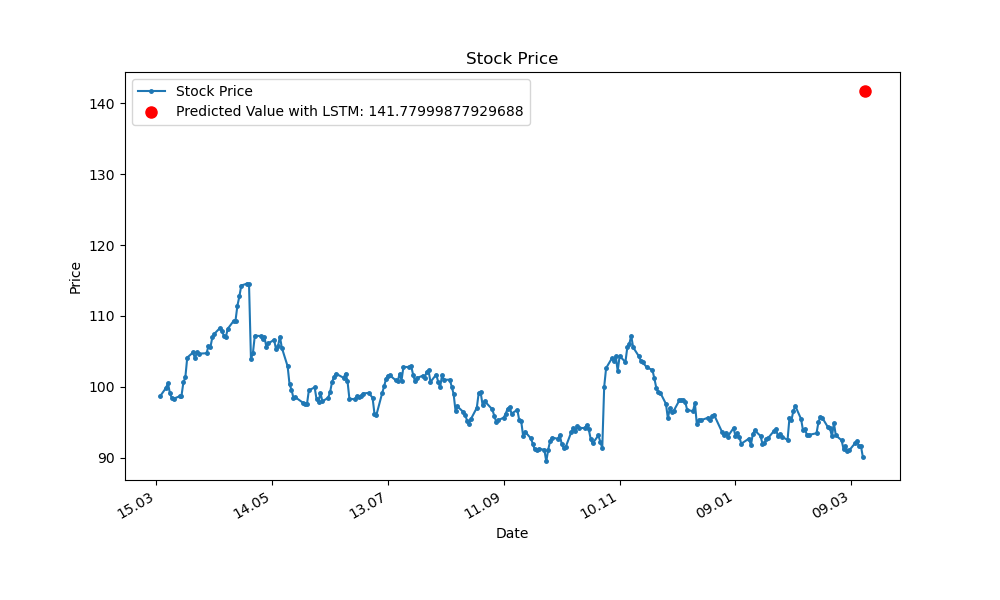 Stock Price
Stock Price
Predicted Value with LSTM: 141.77999877929688
140
130
120
110
100
90
Price
15.03
14.05
13.07
11.09
10.11
09.01
09.03
Date